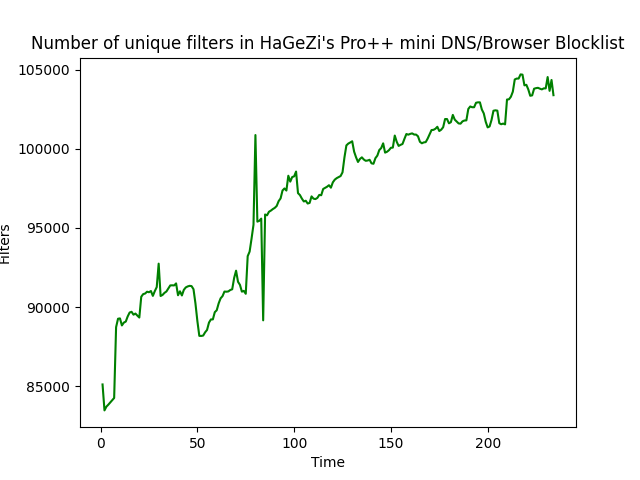 Number of unique filters in HaGeZi's Pro++ mini DNS/Browser Blocklist
105000
100000
95000
90000
85000
Filters
0 50 100 150 200
Time